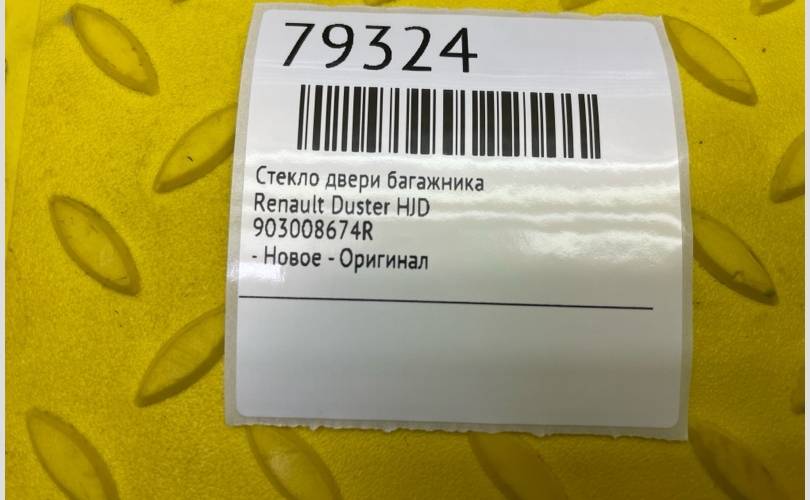 79324
Стекло двери багажника
Renault Duster HJD
903008674R
- Новое - Оригинал